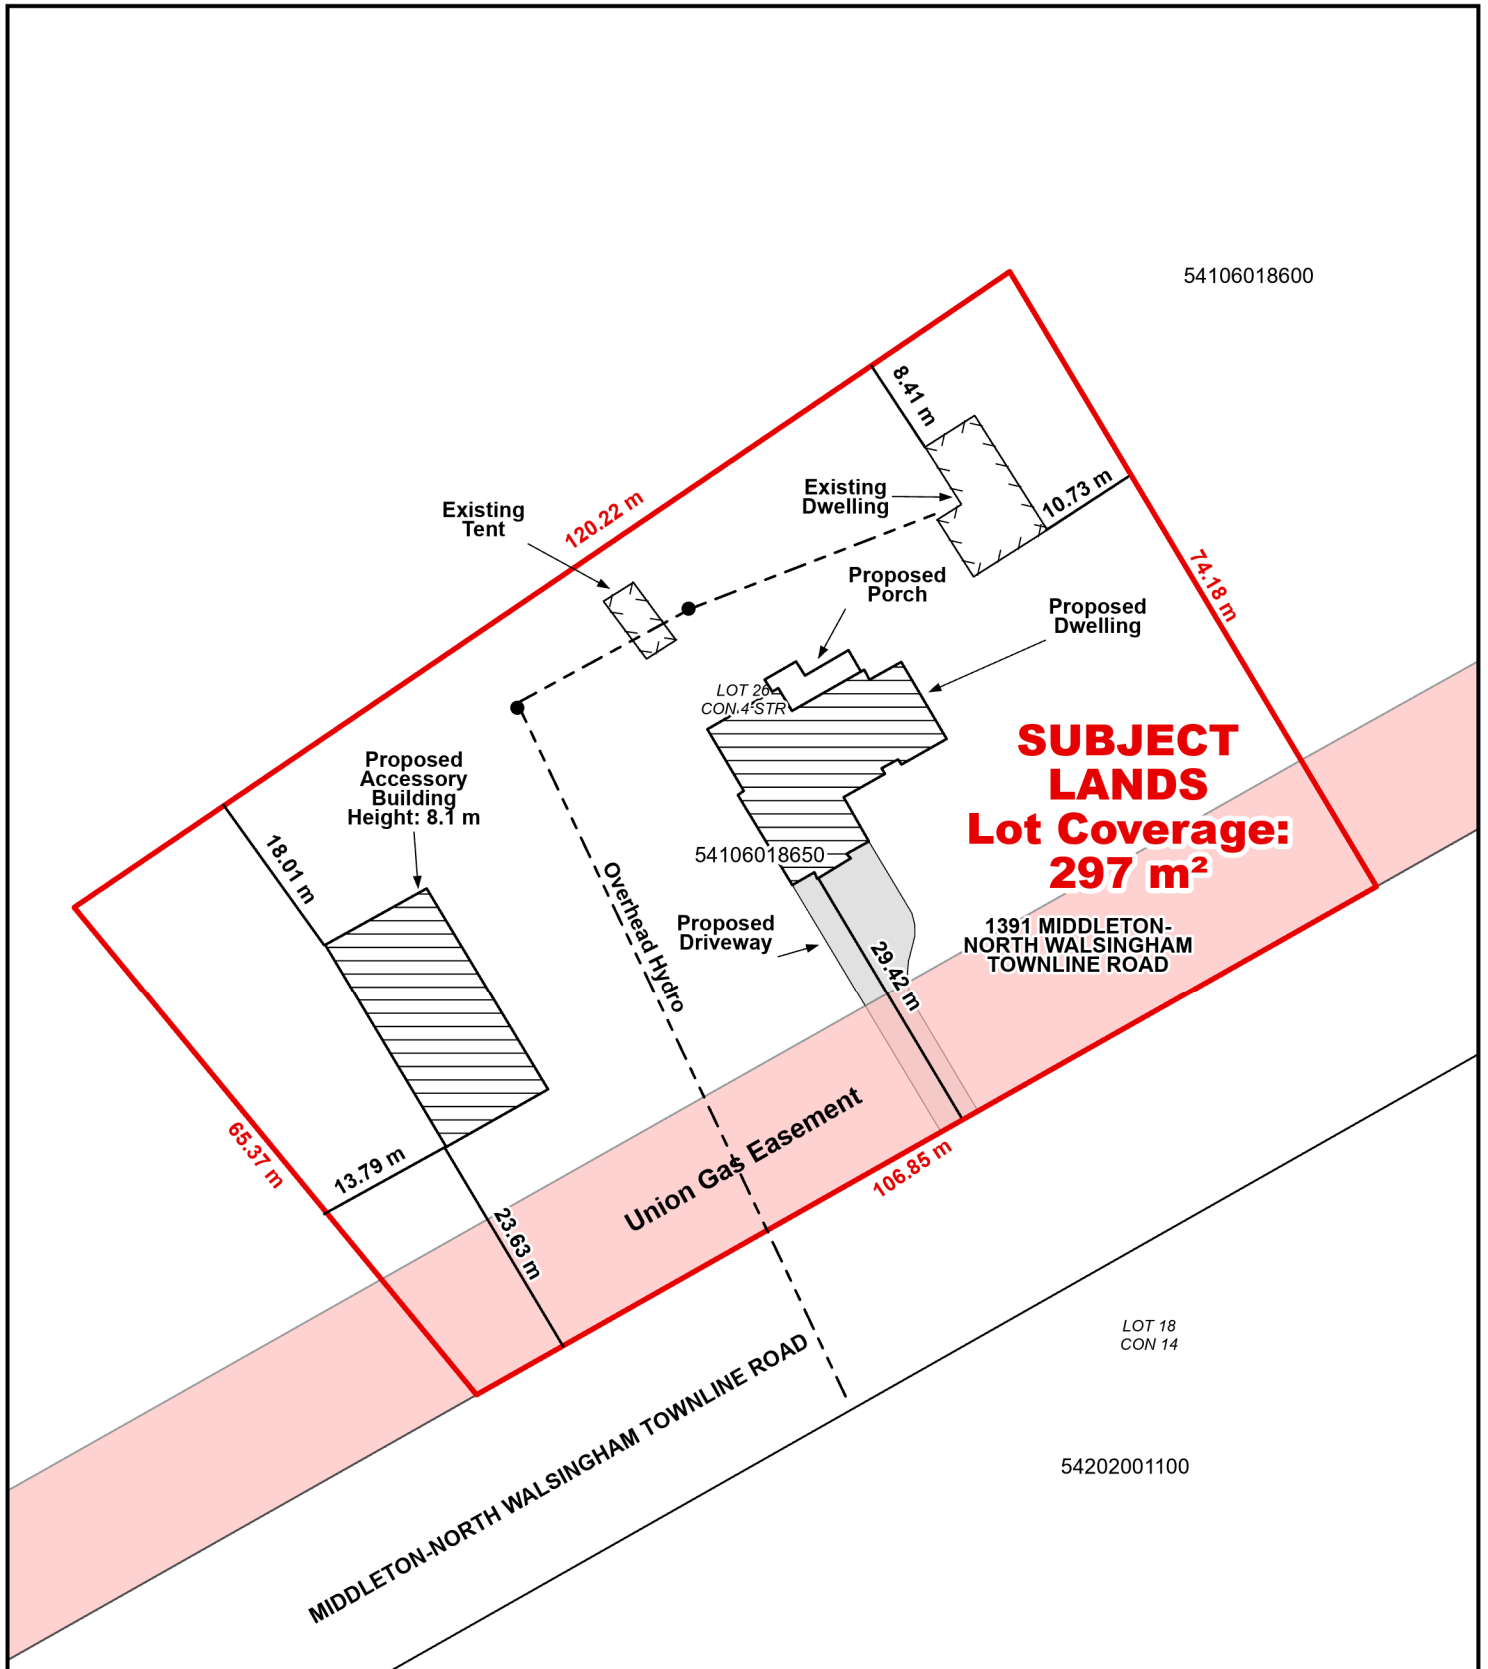 54106018600
8.41 m
Existing
Dwelling
10.73 m
120.22 m
Existing
Tent
74.18 m
Proposed
Porch
Proposed
Dwelling
LOT 26
CON 4 STR
SUBJECT
LANDS
Lot Coverage:
297 m²
Proposed
Accessory
Building
Height: 8.1 m
18.01 m
54106018650
Overhead Hydro
Proposed
Driveway
29.42 m
1391 MIDDLETON-
NORTH WALSINGHAM
TOWNLINE ROAD
65.37 m
13.79 m
23.63 m
Union Gas Easement
106.85 m
LOT 18
CON 14
MIDDLETON-NORTH WALSINGHAM TOWNLINE ROAD
54202001100